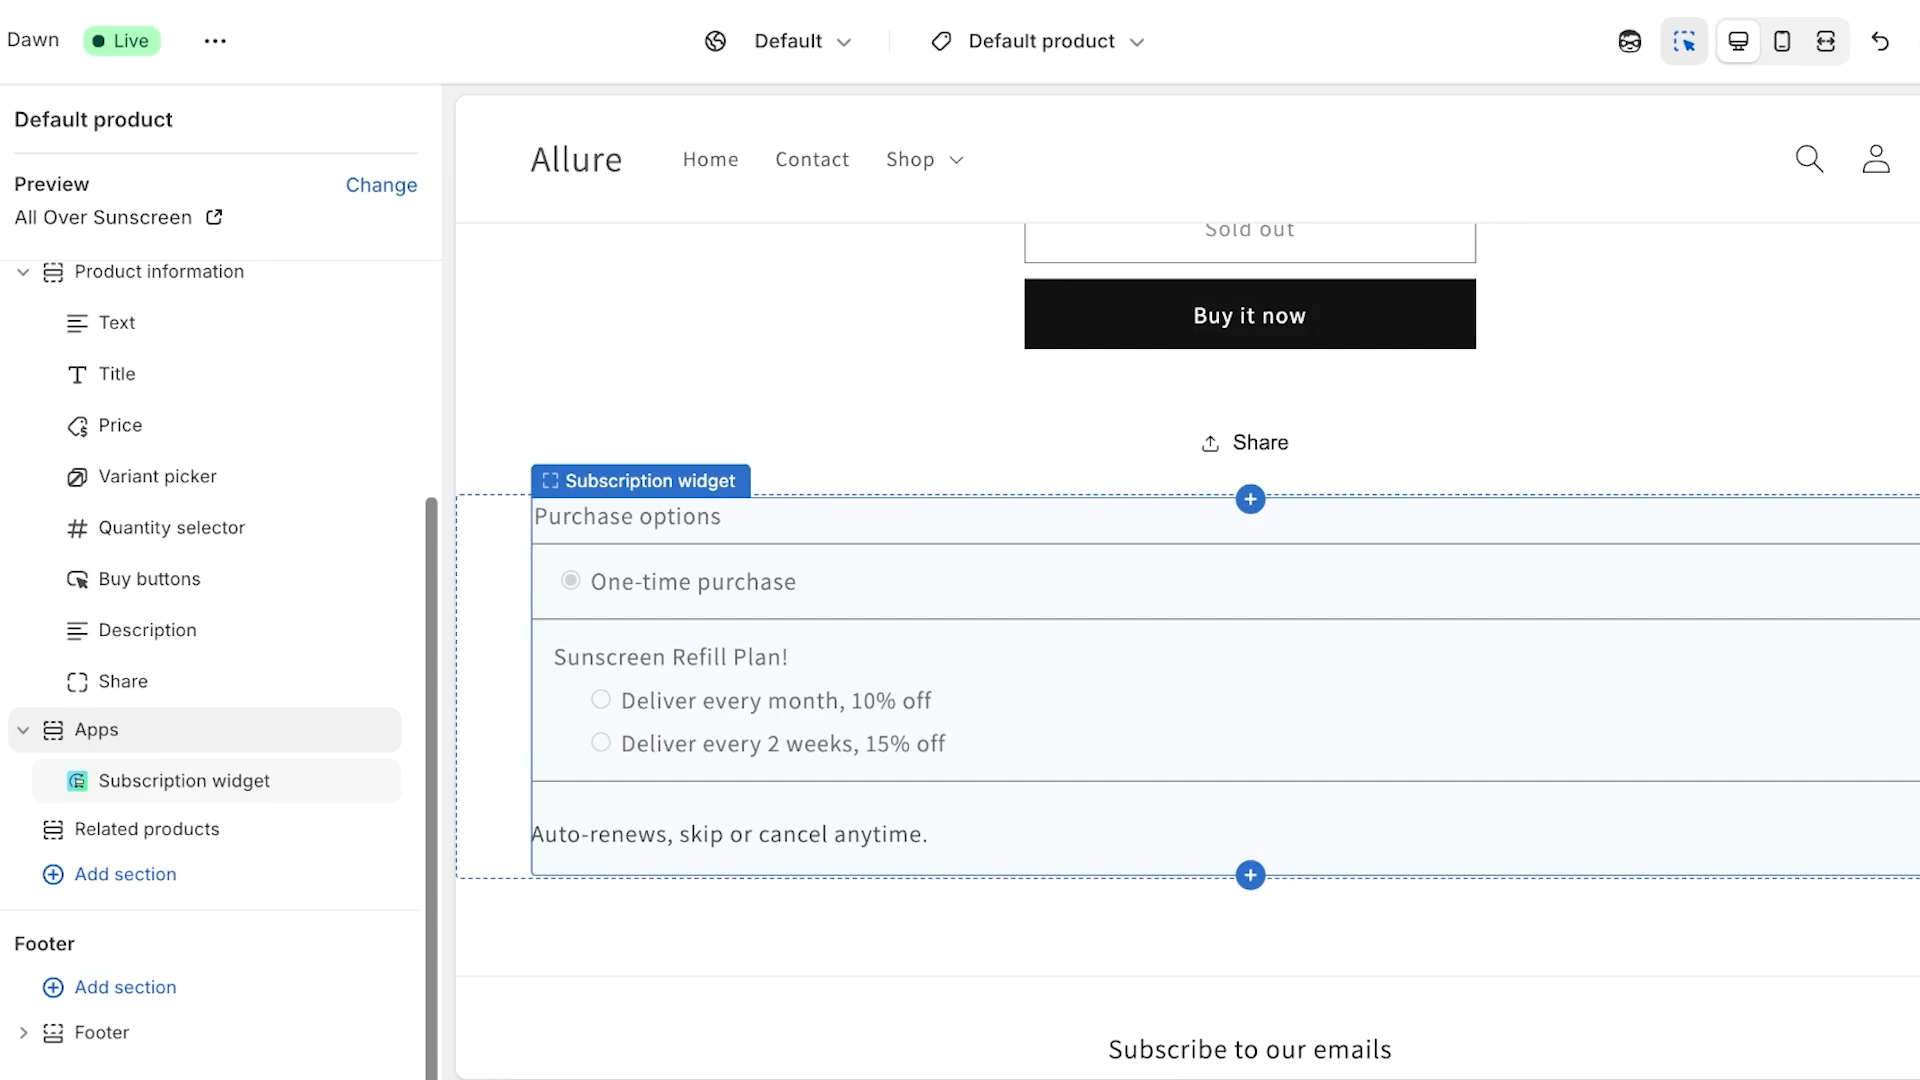 Dawn
Live
Default
Default product
Default product
Preview
Change
All Over Sunscreen
Product information
Text
Title
Price
Variant picker
Quantity selector
Buy buttons
Description
Share
Apps
Subscription widget
Related products
Add section
Footer
Add section
Footer
Allure
Home
Contact
Shop
Sold out
Buy it now
Share
Subscription widget
Purchase options
One-time purchase
Sunscreen Refill Plan!
Deliver every month, 10% off
Deliver every 2 weeks, 15% off
Auto-renews, skip or cancel anytime.
Subscribe to our emails